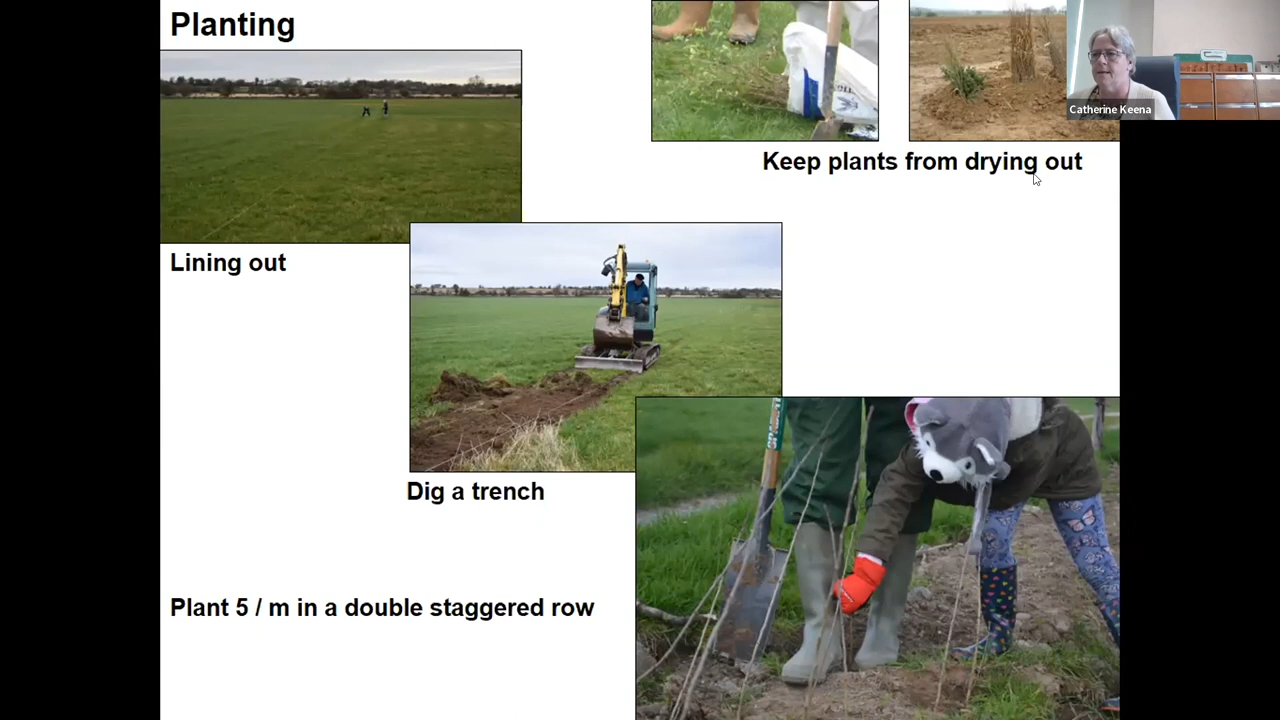 Planting
Catherine Keena
Keep plants from drying out
Lining out
Dig a trench
Plant 5 / m in a double staggered row